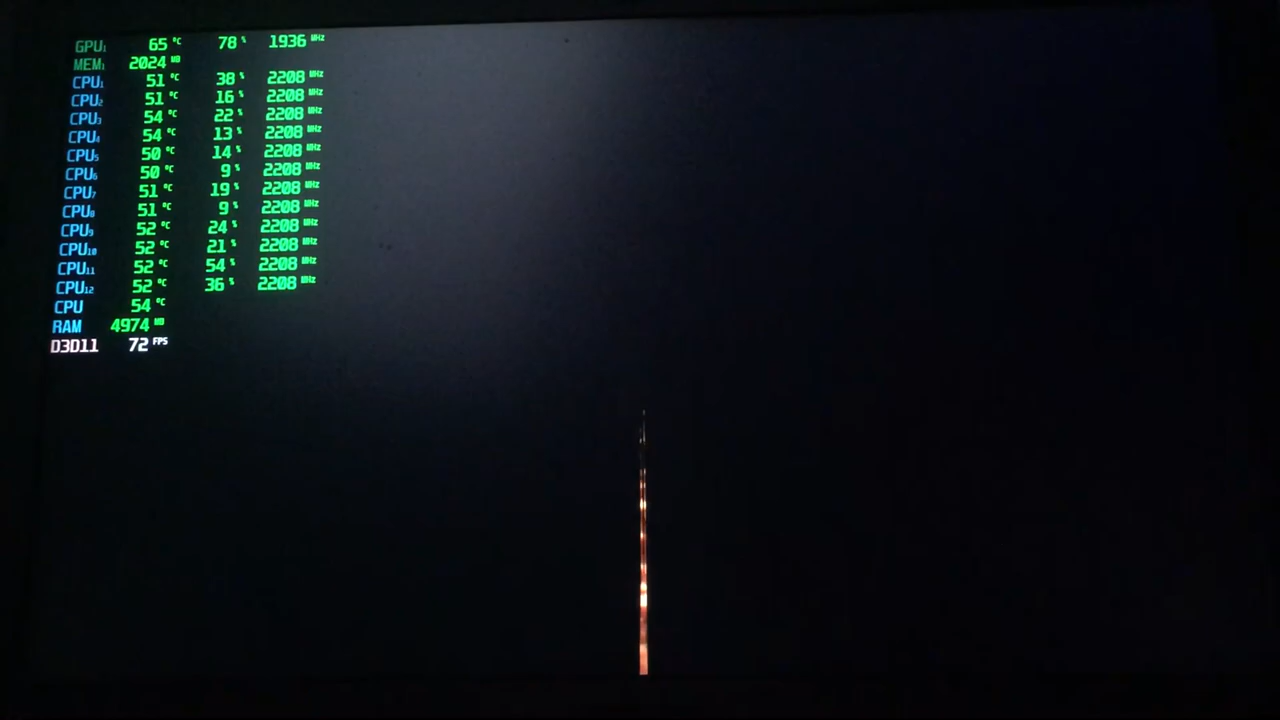 GPU1 65 °C 78 % 1936 MHz
MEM1 2024 MB
CPU1 51 °C 38 % 2208 MHz
CPU2 51 °C 16 % 2208 MHz
CPU3 54 °C 22 % 2208 MHz
CPU4 54 °C 13 % 2208 MHz
CPU5 50 °C 14 % 2208 MHz
CPU6 50 °C 9 % 2208 MHz
CPU7 51 °C 19 % 2208 MHz
CPU8 51 °C 9 % 2208 MHz
CPU9 52 °C 24 % 2208 MHz
CPU10 52 °C 21 % 2208 MHz
CPU11 52 °C 54 % 2208 MHz
CPU12 52 °C 36 % 2208 MHz
CPU 54 °C
RAM 4974 MB
D3D11 72 FPS